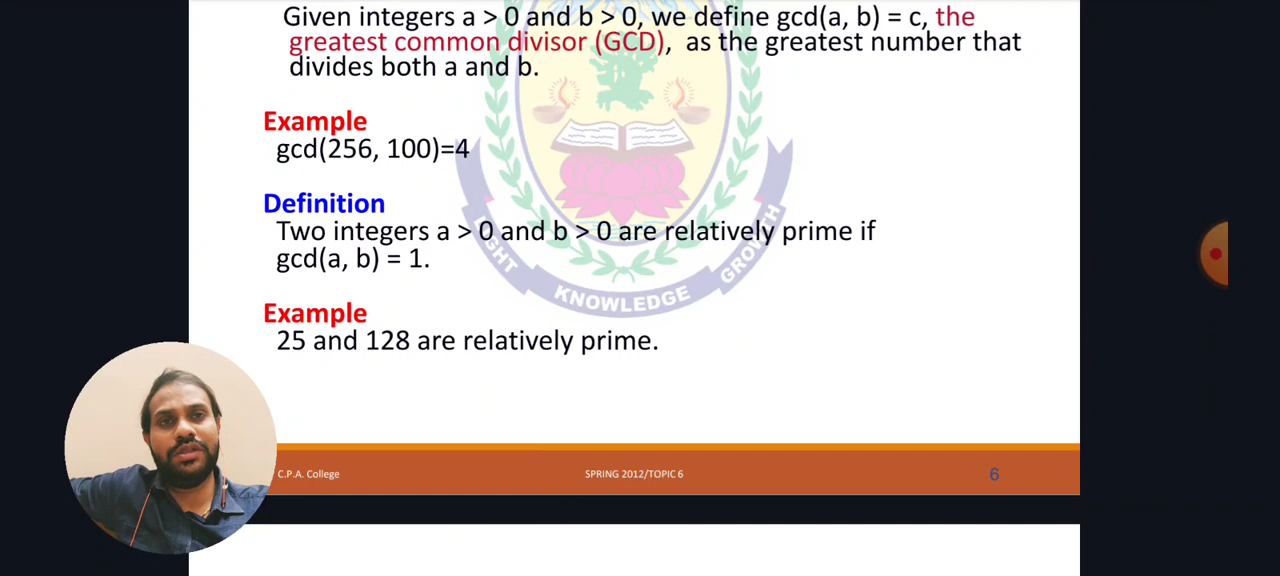 Given integers a > 0 and b > 0, we define gcd(a, b) = c, the
greatest common divisor (GCD), as the greatest number that
divides both a and b.
Example
gcd(256, 100)=4
Definition
Two integers a > 0 and b > 0 are relatively prime if
gcd(a, b) = 1.
Example
25 and 128 are relatively prime.
LIGHT
KNOWLEDGE
GROWTH
C.P.A. College
SPRING 2012/TOPIC 6
6